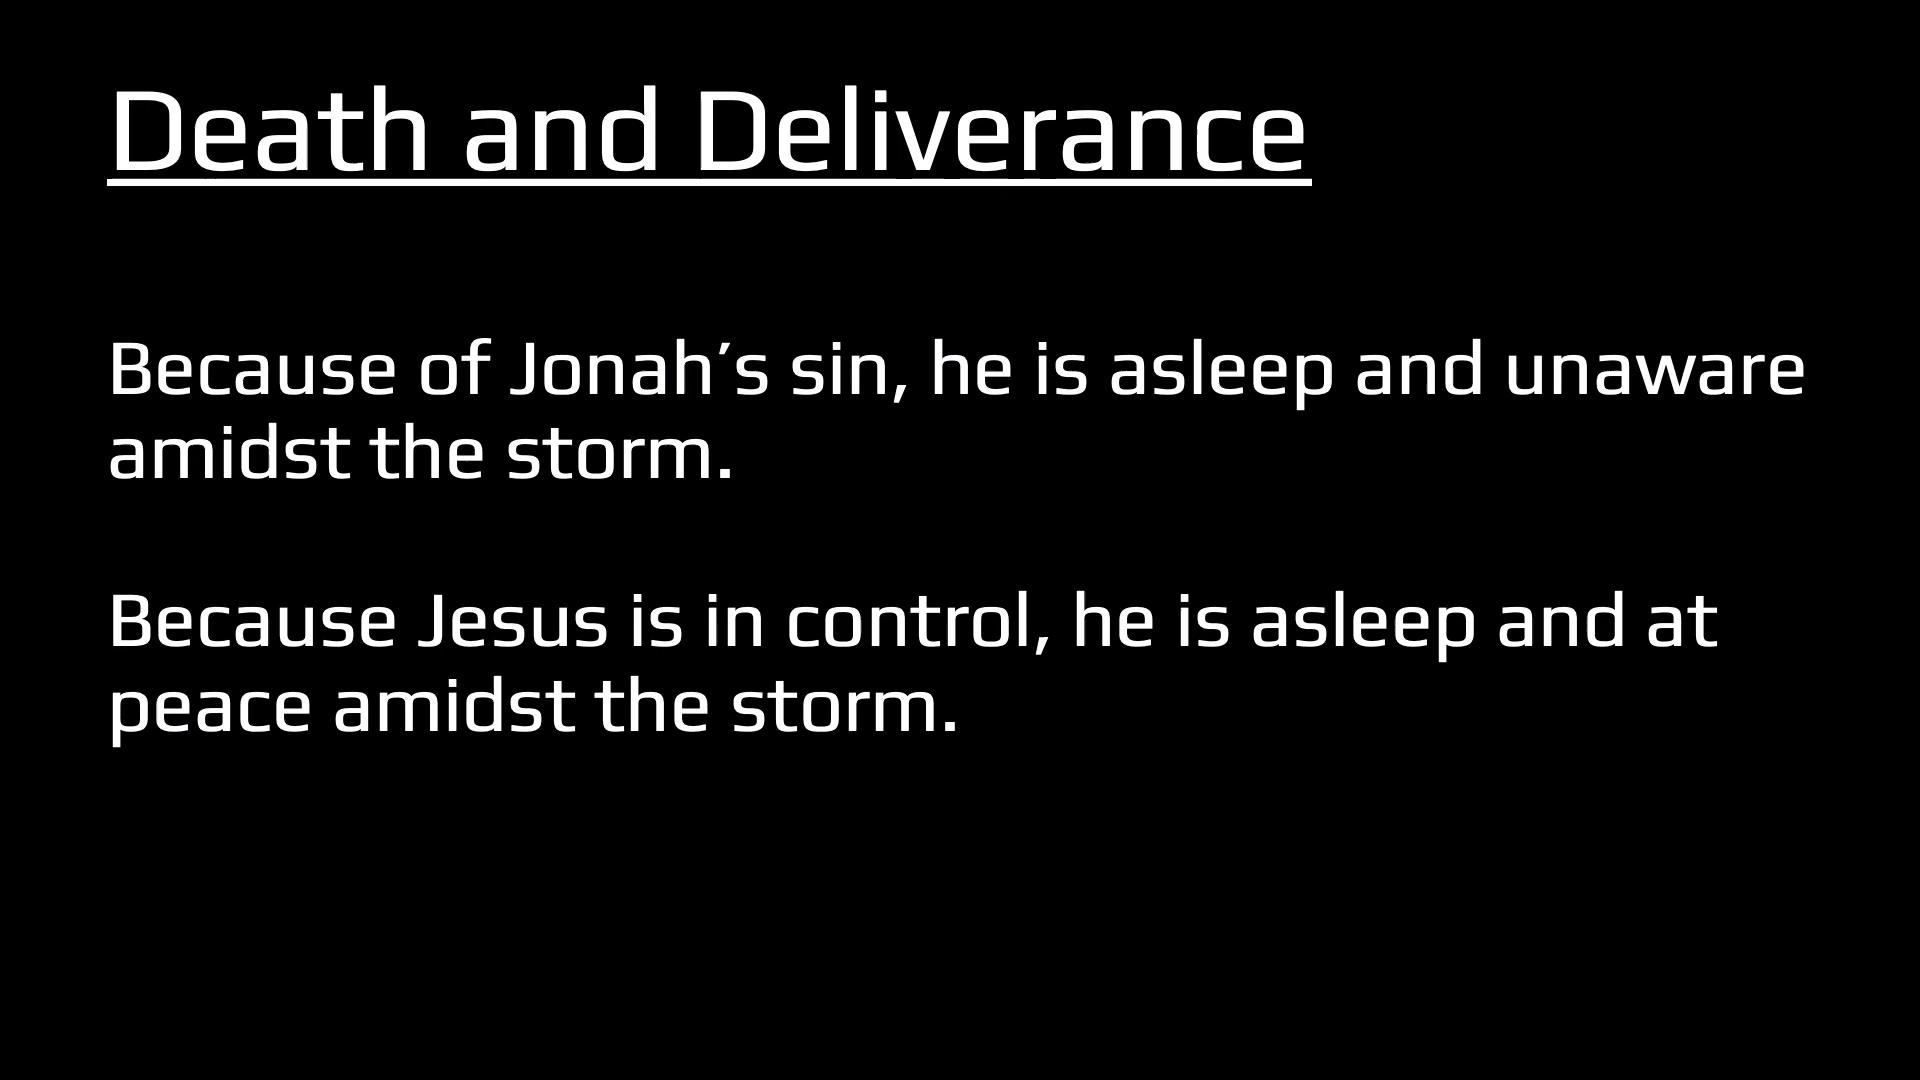 Death and Deliverance
Because of Jonah’s sin, he is asleep and unaware
amidst the storm.
Because Jesus is in control, he is asleep and at
peace amidst the storm.